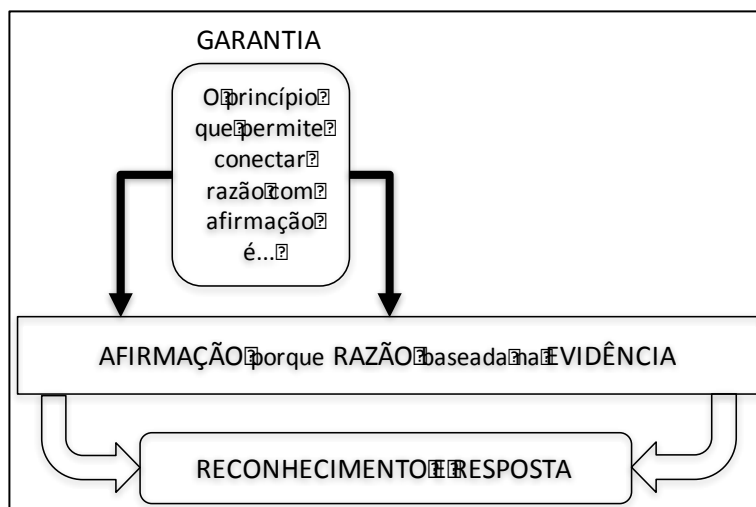 GARANTIA
O princípio
que permite
conectar
razão com
afirmação
é...
AFIRMAÇÃO porque RAZÃO baseada na EVIDÊNCIA
RECONHECIMENTO E RESPOSTA